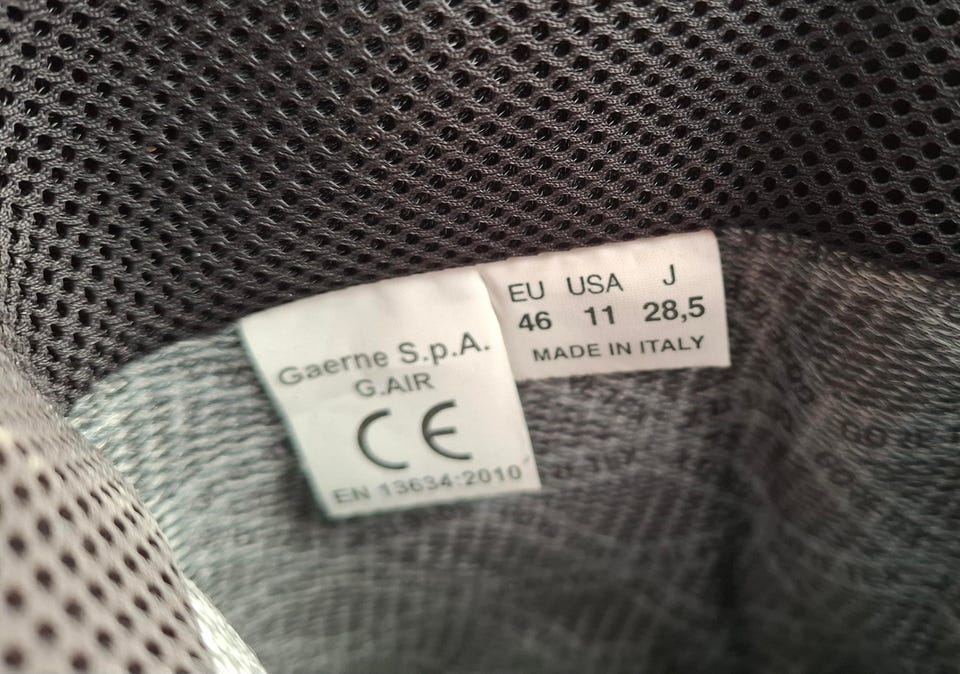 Gaerne S.p.A.
G.AIR
CE
EN 13634:2010
EU USA J
46 11 28,5
MADE IN ITALY